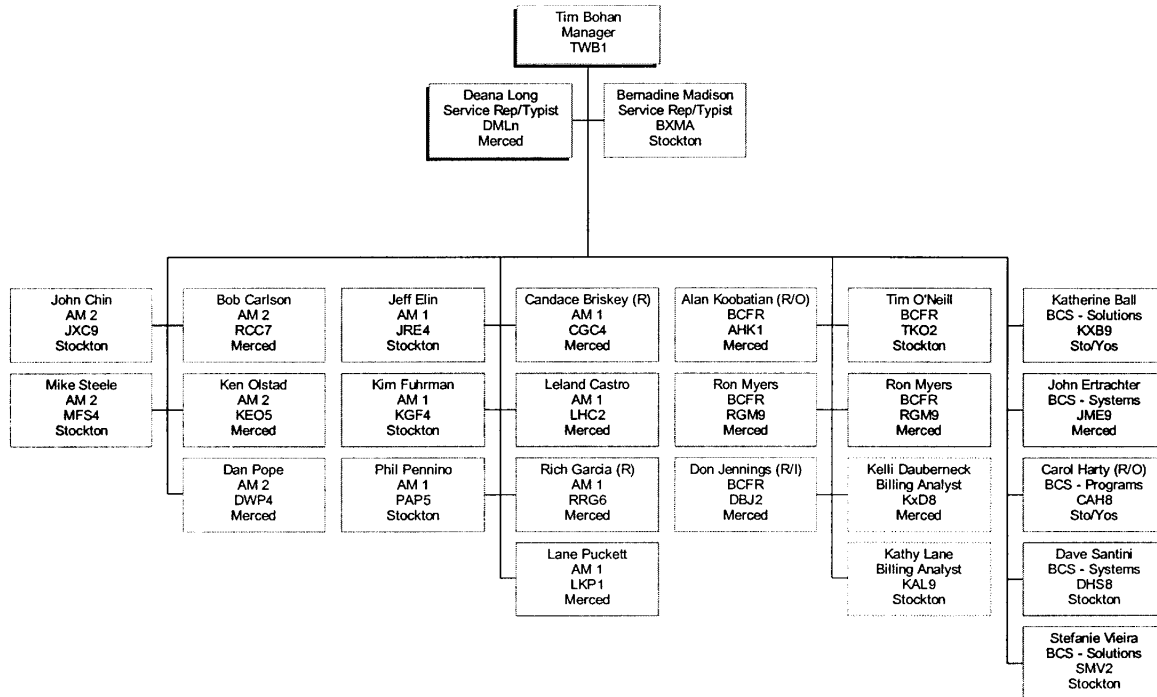 Tim Bohan
Manager
TWB1
Deana Long
Service Rep/Typist
DMLn
Merced
Bernadine Madison
Service Rep/Typist
BXMA
Stockton
John Chin
AM 2
JXC9
Stockton
Mike Steele
AM 2
MFS4
Stockton
Bob Carlson
AM 2
RCC7
Merced
Ken Olstad
AM 2
KEO5
Merced
Dan Pope
AM 2
DWP4
Merced
Jeff Elin
AM 1
JRE4
Stockton
Kim Fuhrman
AM 1
KGF4
Stockton
Phil Pennino
AM 1
PAP5
Stockton
Candace Briskey (R)
AM 1
CGC4
Merced
Leland Castro
AM 1
LHC2
Merced
Rich Garcia (R)
AM 1
RRG6
Merced
Lane Puckett
AM 1
LKP1
Merced
Alan Koobatian (R/O)
BCFR
AHK1
Merced
Ron Myers
BCFR
RGM9
Merced
Don Jennings (R/I)
BCFR
DBJ2
Merced
Tim O'Neill
BCFR
TKO2
Stockton
Ron Myers
BCFR
RGM9
Merced
Kelli Dauberneck
Billing Analyst
KxD8
Merced
Kathy Lane
Billing Analyst
KAL9
Stockton
Katherine Ball
BCS - Solutions
KXB9
Sto/Yos
John Ertrachter
BCS - Systems
JME9
Merced
Carol Harty (R/O)
BCS - Programs
CAH8
Sto/Yos
Dave Santini
BCS - Systems
DHS8
Stockton
Stefanie Vieira
BCS - Solutions
SMV2
Stockton